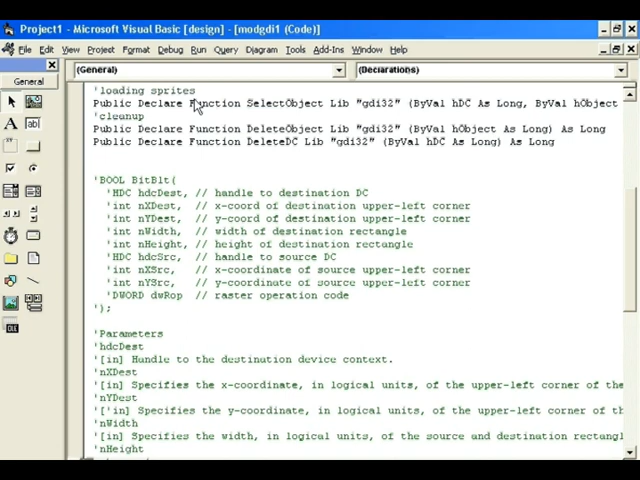 Project1 - Microsoft Visual Basic [design] - [modgdi1 (Code)]
File Edit View Project Format Debug Run Query Diagram Tools Add-Ins Window Help
General
(General)
(Declarations)
'loading sprites
Public Declare Function SelectObject Lib "gdi32" (ByVal hDC As Long, ByVal hObject
'cleanup
Public Declare Function DeleteObject Lib "gdi32" (ByVal hObject As Long) As Long
Public Declare Function DeleteDC Lib "gdi32" (ByVal hDC As Long) As Long
'BOOL BitBlt(
'HDC hdcDest, // handle to destination DC
'int nXDest, // x-coord of destination upper-left corner
'int nYDest, // y-coord of destination upper-left corner
'int nWidth, // width of destination rectangle
'int nHeight, // height of destination rectangle
'HDC hdcSrc, // handle to source DC
'int nXSrc, // x-coordinate of source upper-left corner
'int nYSrc, // y-coordinate of source upper-left corner
'DWORD dwRop // raster operation code
');
'Parameters
'hdcDest
'[in] Handle to the destination device context.
'nXDest
'[in] Specifies the x-coordinate, in logical units, of the upper-left corner of the
'nYDest
'['in] Specifies the y-coordinate, in logical units, of the upper-left corner of the
'nWidth
'[in] Specifies the width, in logical units, of the source and destination rectangl
'nHeight